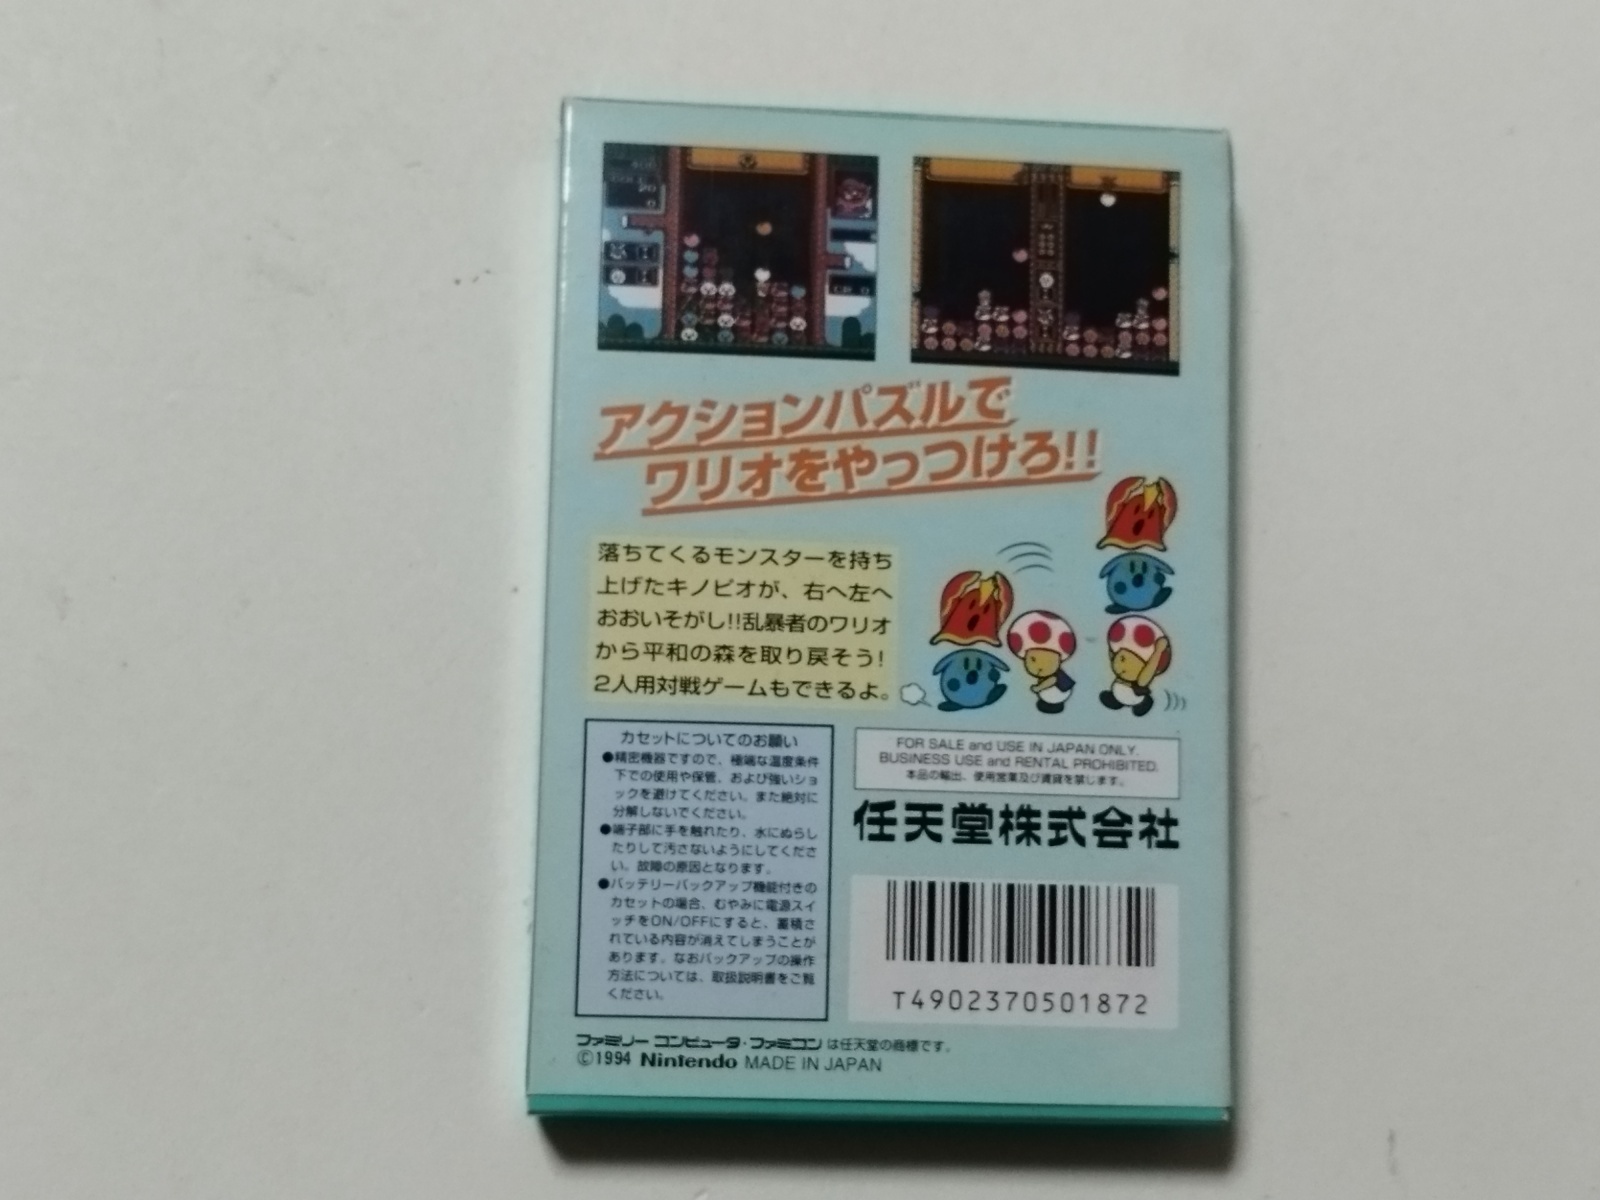 アクションパズルで
ワリオをやっつけろ!!
落ちてくるモンスターを持ち
上げたキノピオが、右へ左へ
おおいそがし!!乱暴者のワリオ
から平和の森を取り戻そう!
2人用対戦ゲームもできるよ。
カセットについてのお願い
●精密機器ですので、極端な温度条件
下での使用や保管、および強いショ
ックを避けてください。また絶対に
分解しないでください。
●端子部に手を触れたり、水にぬらし
たりして汚さないようにしてくださ
い。故障の原因となります。
●バッテリーバックアップ機能付きの
カセットの場合、むやみに電源スイ
ッチをON/OFFにすると、蓄積さ
れている内容が消えてしまうことが
あります。なおバックアップの操作
方法については、取扱説明書をご覧
ください。
FOR SALE and USE IN JAPAN ONLY.
BUSINESS USE and RENTAL PROHIBITED.
本品の輸出、使用営業及び賃貸を禁じます。
任天堂株式会社
T4902370501872
ファミリーコンピュータ・ファミコンは任天堂の商標です。
©1994 Nintendo MADE IN JAPAN